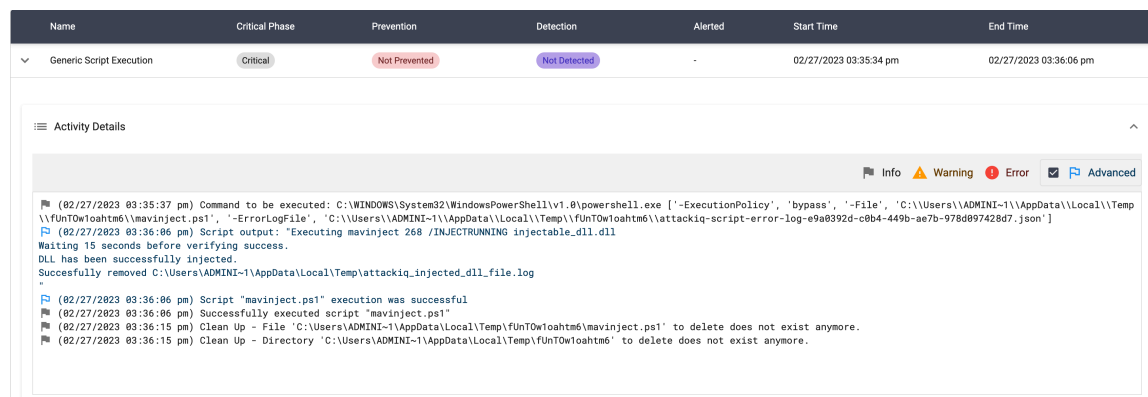 Name Critical Phase Prevention Detection Alerted Start Time End Time
Generic Script Execution Critical Not Prevented Not Detected - 02/27/2023 03:35:34 pm 02/27/2023 03:36:06 pm
Activity Details
Info Warning Error Advanced
(02/27/2023 03:35:37 pm) Command to be executed: C:\WINDOWS\System32\WindowsPowerShell\v1.0\powershell.exe ['-ExecutionPolicy', 'bypass', '-File', 'C:\\Users\\ADMINI~1\\AppData\\Local\\Temp
\\fUnTOw1oahtm6\\mavinject.ps1', '-ErrorLogFile', 'C:\\Users\\ADMINI~1\\AppData\\Local\\Temp\\fUnTOw1oahtm6\\attackiq-script-error-log-e9a0392d-c0b4-449b-ae7b-978d097428d7.json']
(02/27/2023 03:36:06 pm) Script output: "Executing mavinject 268 /INJECTRUNNING injectable_dll.dll
Waiting 15 seconds before verifying success.
DLL has been successfully injected.
Succesfully removed C:\Users\ADMINI~1\AppData\Local\Temp\attackiq_injected_dll_file.log
"
(02/27/2023 03:36:06 pm) Script "mavinject.ps1" execution was successful
(02/27/2023 03:36:06 pm) Successfully executed script "mavinject.ps1"
(02/27/2023 03:36:15 pm) Clean Up - File 'C:\Users\ADMINI~1\AppData\Local\Temp\fUnTOw1oahtm6\mavinject.ps1' to delete does not exist anymore.
(02/27/2023 03:36:15 pm) Clean Up - Directory 'C:\Users\ADMINI~1\AppData\Local\Temp\fUnTOw1oahtm6' to delete does not exist anymore.